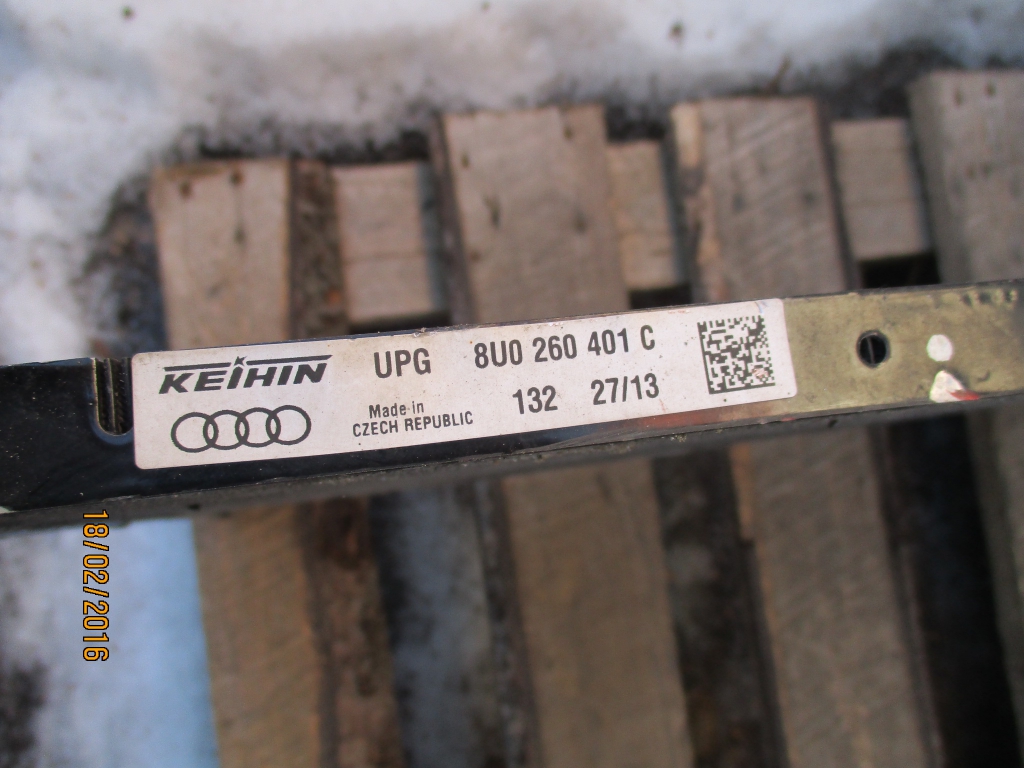 KEIHIN UPG 8U0 260 401 C
Made in
CZECH REPUBLIC
132 27/13
18/02/2016